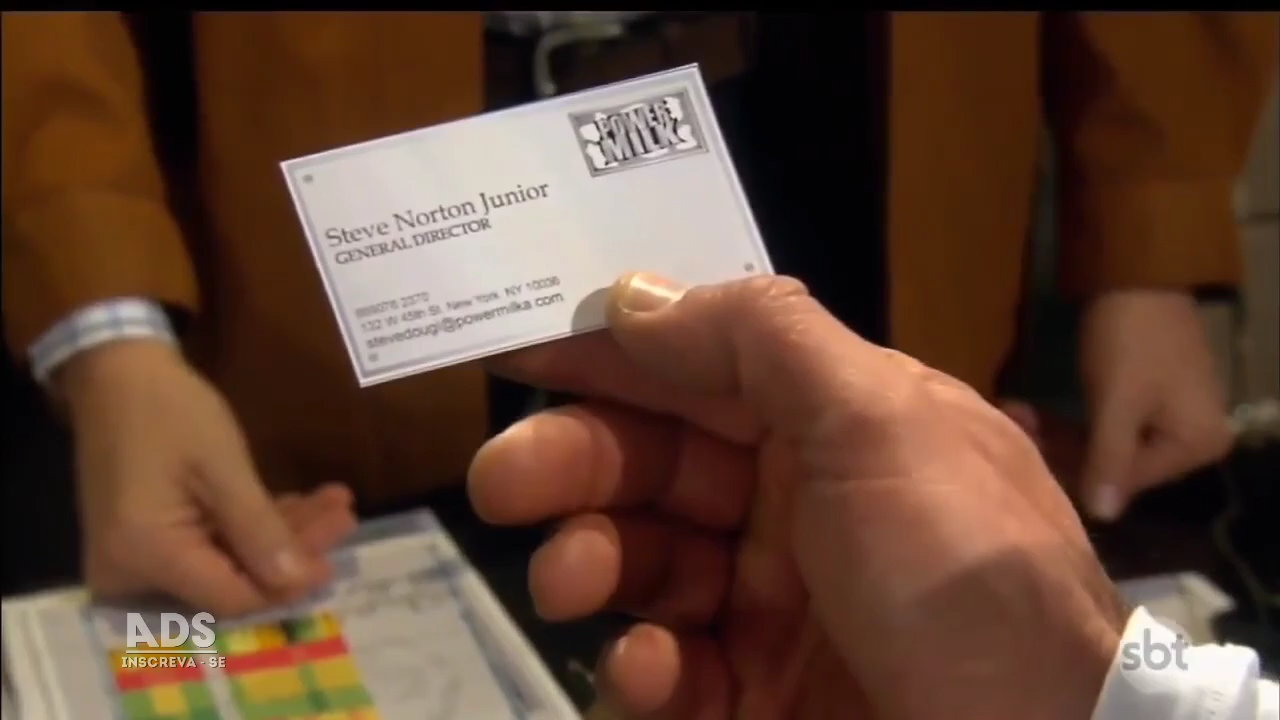 POWER
MILK
Steve Norton Junior
GENERAL DIRECTOR
132 W 45th St. New York NY 10036
stevedougi@powermilka.com
ADS
INSCREVA-SE
sbt